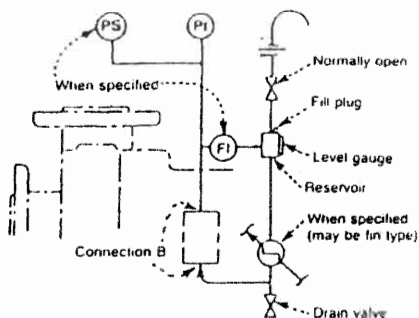 PS
PI
When specified
FI
Normally open
Fill plug
Level gauge
Reservoir
When specified
(may be fin type)
Connection B
Drain valve